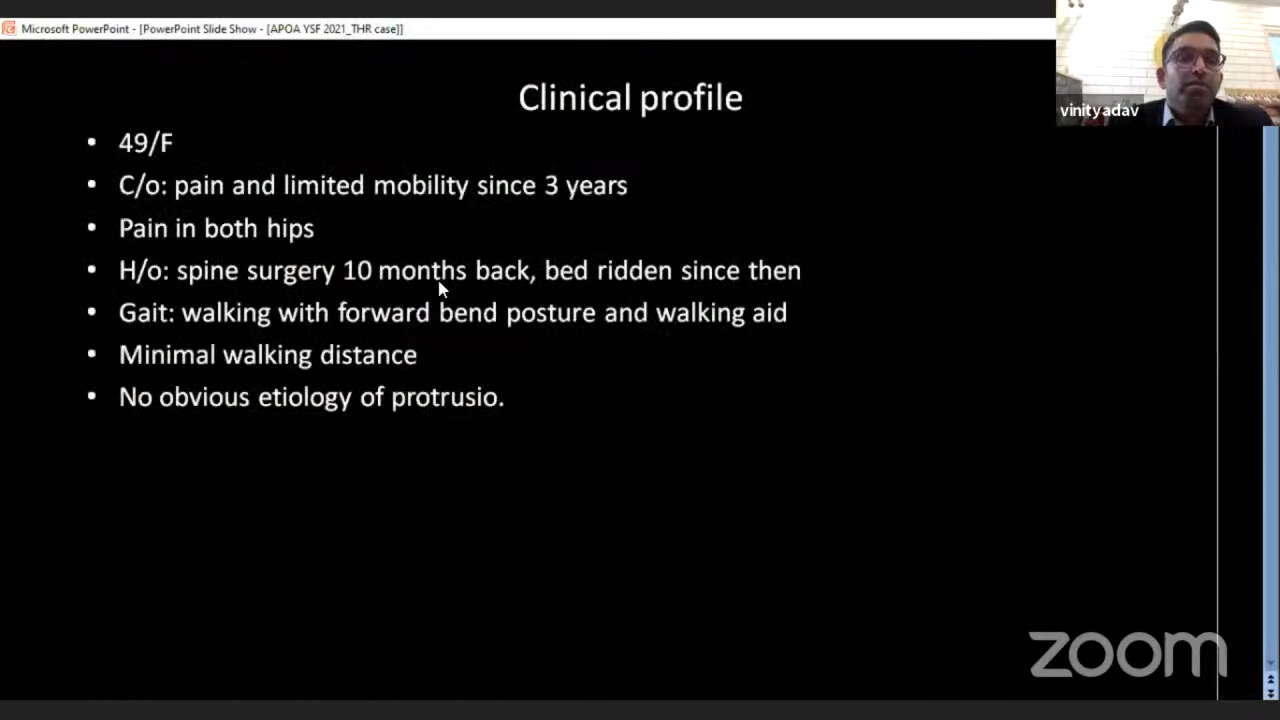 Microsoft PowerPoint - [PowerPoint Slide Show - [APOA YSF 2021_THR case]]
vinityadav
Clinical profile
• 49/F
• C/o: pain and limited mobility since 3 years
• Pain in both hips
• H/o: spine surgery 10 months back, bed ridden since then
• Gait: walking with forward bend posture and walking aid
• Minimal walking distance
• No obvious etiology of protrusio.
zoom